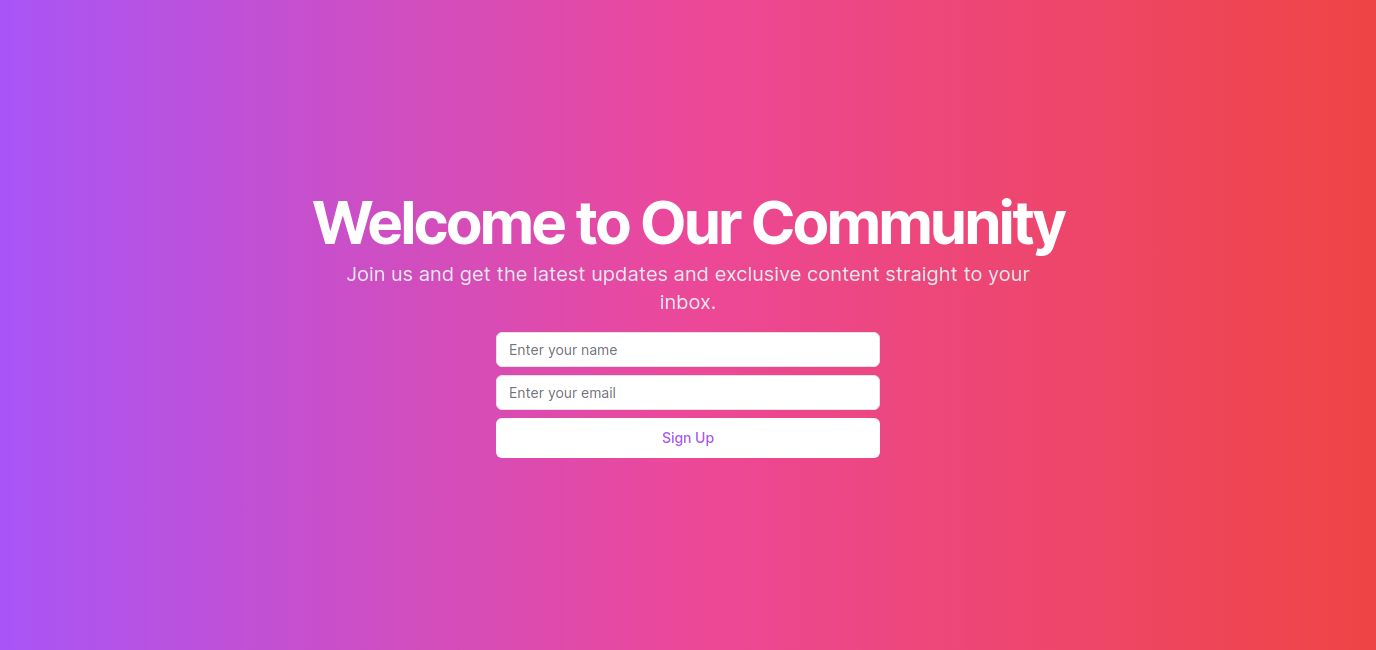 Welcome to Our Community
Join us and get the latest updates and exclusive content straight to your
inbox.
Enter your name
Enter your email
Sign Up